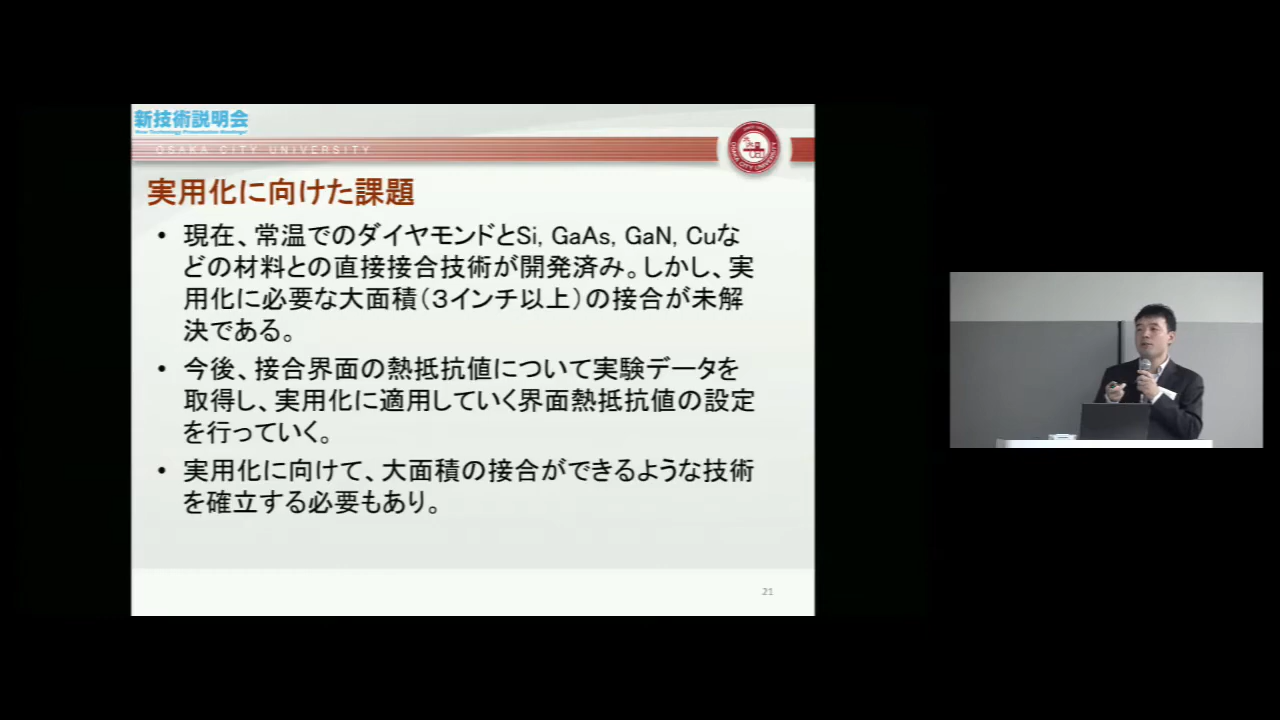 新技術説明会
New Technology Presentation Meetings!
OSAKA CITY UNIVERSITY
実用化に向けた課題
• 現在、常温でのダイヤモンドとSi, GaAs, GaN, Cuな
どの材料との直接接合技術が開発済み。しかし、実
用化に必要な大面積（３インチ以上）の接合が未解
決である。
• 今後、接合界面の熱抵抗値について実験データを
取得し、実用化に適用していく界面熱抵抗値の設定
を行っていく。
• 実用化に向けて、大面積の接合ができるような技術
を確立する必要もあり。
21